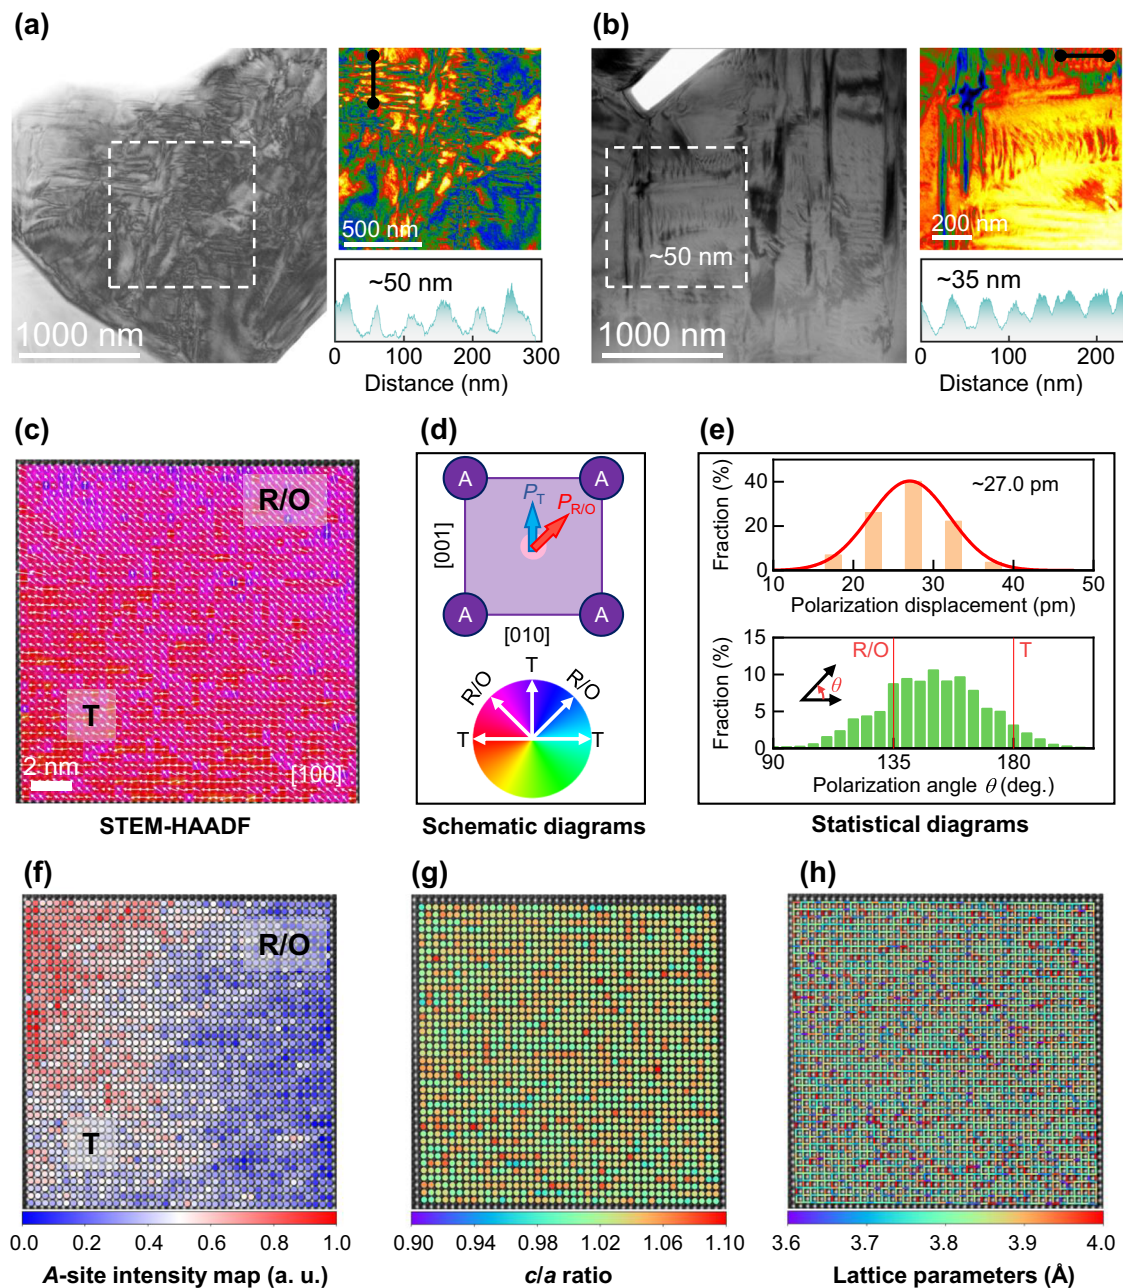 (a)
500 nm
1000 nm
~50 nm
0 100 200 300
Distance (nm)
(b)
~50 nm
1000 nm
200 nm
~35 nm
0 100 200
Distance (nm)
(c)
R/O
T
2 nm
[100]
STEM-HAADF
(d)
A A
P_T P_R/O
[001]
A A
[010]
T
R/O R/O
T T
Schematic diagrams
(e)
Fraction (%)
40
20
0
~27.0 pm
10 20 30 40 50
Polarization displacement (pm)
Fraction (%)
15
10
5
0
R/O T
θ
90 135 180
Polarization angle θ (deg.)
Statistical diagrams
(f)
R/O
T
0.0 0.2 0.4 0.6 0.8 1.0
A-site intensity map (a. u.)
(g)
0.90 0.94 0.98 1.02 1.06 1.10
c/a ratio
(h)
3.6 3.7 3.8 3.9 4.0
Lattice parameters (Å)